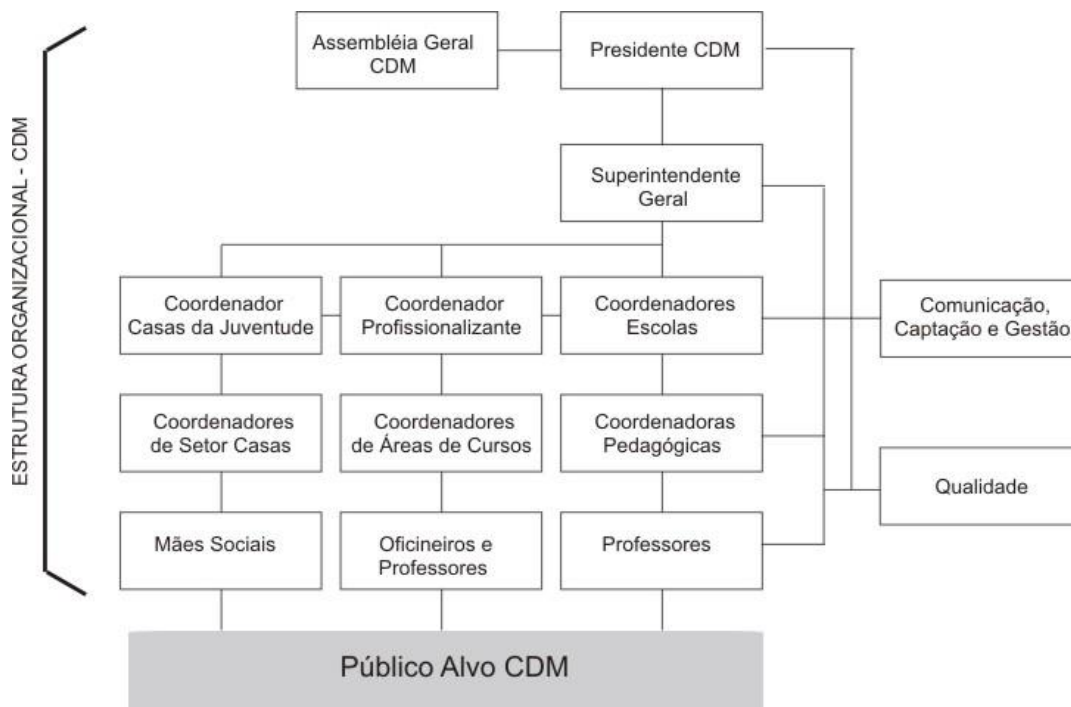 ESTRUTURA ORGANIZACIONAL - CDM
Assembléia Geral
CDM
Presidente CDM
Superintendente
Geral
Coordenador
Casas da Juventude
Coordenador
Profissionalizante
Coordenadores
Escolas
Comunicação,
Captação e Gestão
Coordenadores
de Setor Casas
Coordenadores
de Áreas de Cursos
Coordenadoras
Pedagógicas
Qualidade
Mães Sociais
Oficineiros e
Professores
Professores
Público Alvo CDM